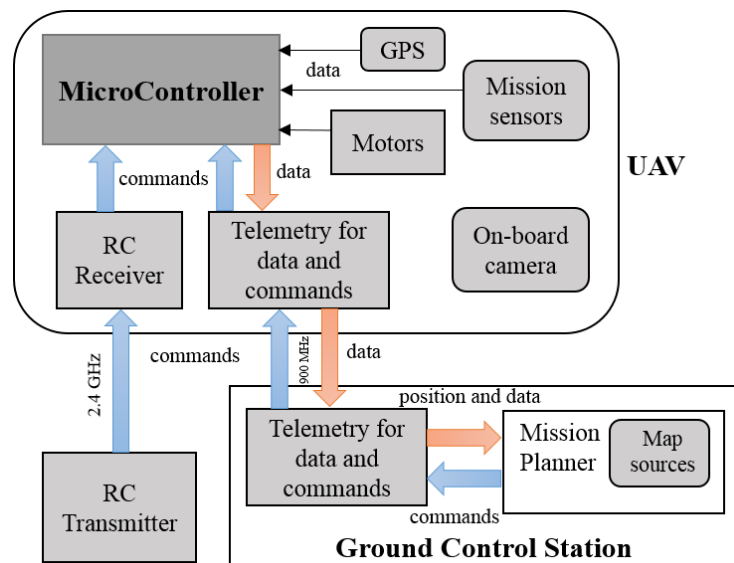 GPS
data
MicroController
Mission
sensors
Motors
UAV
commands
data
RC
Receiver
Telemetry for
data and
commands
On-board
camera
2.4 GHz
commands
900 MHz
data
position and data
Telemetry for
data and
commands
Mission
Planner
Map
sources
RC
Transmitter
commands
Ground Control Station